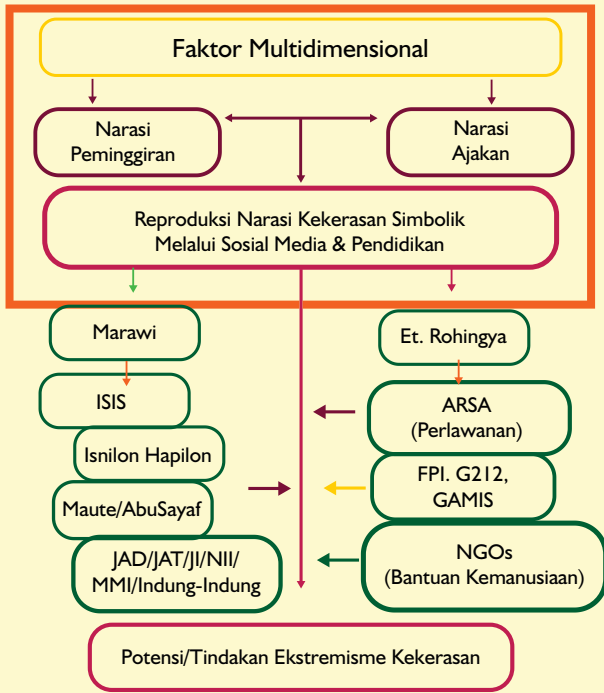 Faktor Multidimensional
Narasi
Peminggiran
Narasi
Ajakan
Reproduksi Narasi Kekerasan Simbolik
Melalui Sosial Media & Pendidikan
Marawi
ISIS
Isnilon Hapilon
Maute/AbuSayaf
JAD/JAT/JI/NII/
MMI/Indung-Indung
Et. Rohingya
ARSA
(Perlawanan)
FPI. G212,
GAMIS
NGOs
(Bantuan Kemanusiaan)
Potensi/Tindakan Ekstremisme Kekerasan